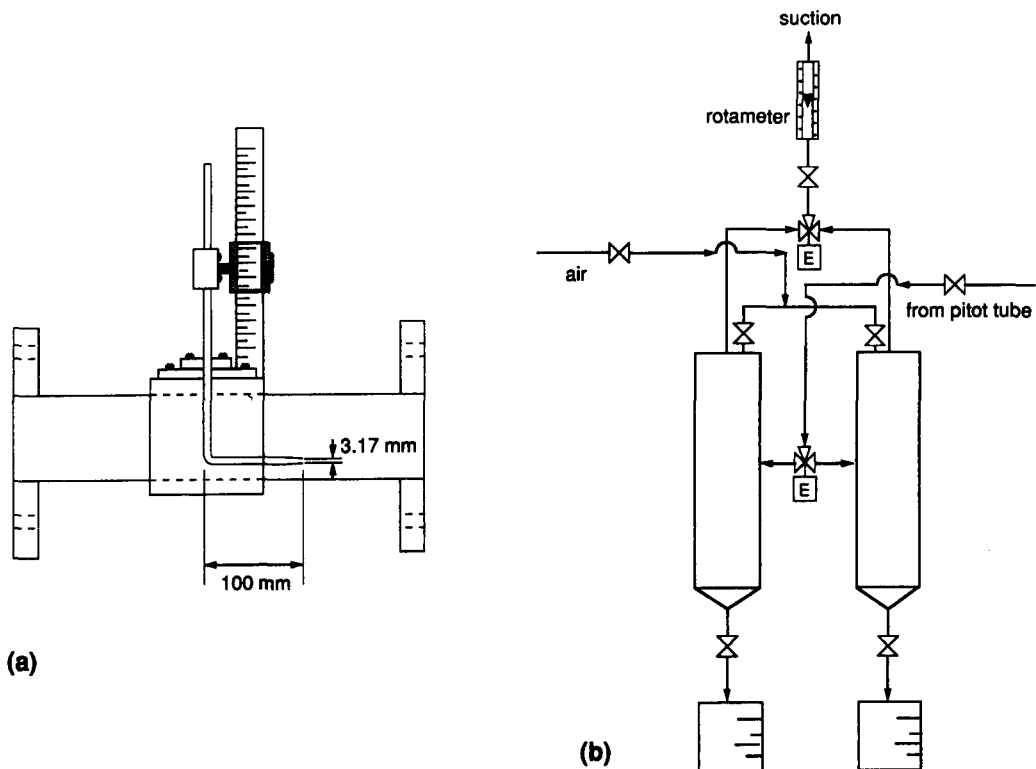 3.17 mm
100 mm
(a)
suction
rotameter
E
air
from pitot tube
E
(b)